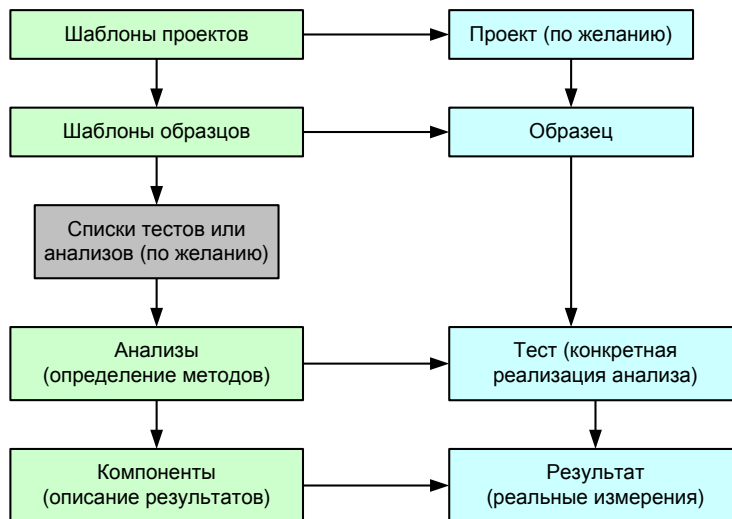 Шаблоны проектов
Проект (по желанию)
Шаблоны образцов
Образец
Списки тестов или
анализов (по желанию)
Анализы
(определение методов)
Тест (конкретная
реализация анализа)
Компоненты
(описание результатов)
Результат
(реальные измерения)